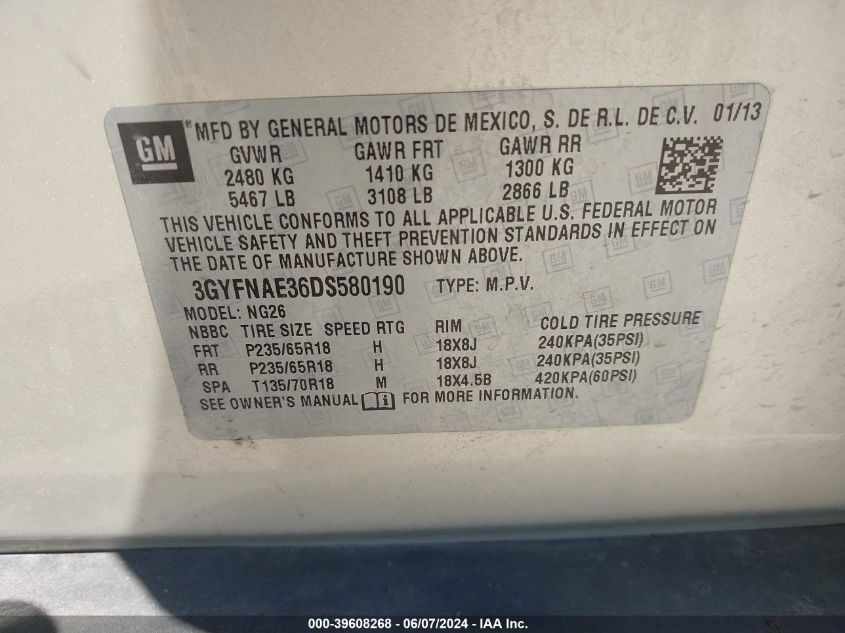 GM ® MFD BY GENERAL MOTORS DE MEXICO, S. DE R.L. DE C.V. 01/13
GVWR GAWR FRT GAWR RR
2480 KG 1410 KG 1300 KG
5467 LB 3108 LB 2866 LB
THIS VEHICLE CONFORMS TO ALL APPLICABLE U.S. FEDERAL MOTOR
VEHICLE SAFETY AND THEFT PREVENTION STANDARDS IN EFFECT ON
THE DATE OF MANUFACTURE SHOWN ABOVE.
3GYFNAE36DS580190 TYPE: M.P.V.
MODEL: NG26
NBBC TIRE SIZE SPEED RTG RIM COLD TIRE PRESSURE
FRT P235/65R18 H 18X8J 240KPA(35PSI)
RR P235/65R18 H 18X8J 240KPA(35PSI)
SPA T135/70R18 M 18X4.5B 420KPA(60PSI)
SEE OWNER'S MANUAL i FOR MORE INFORMATION.
000-39608268 - 06/07/2024 - IAA Inc.